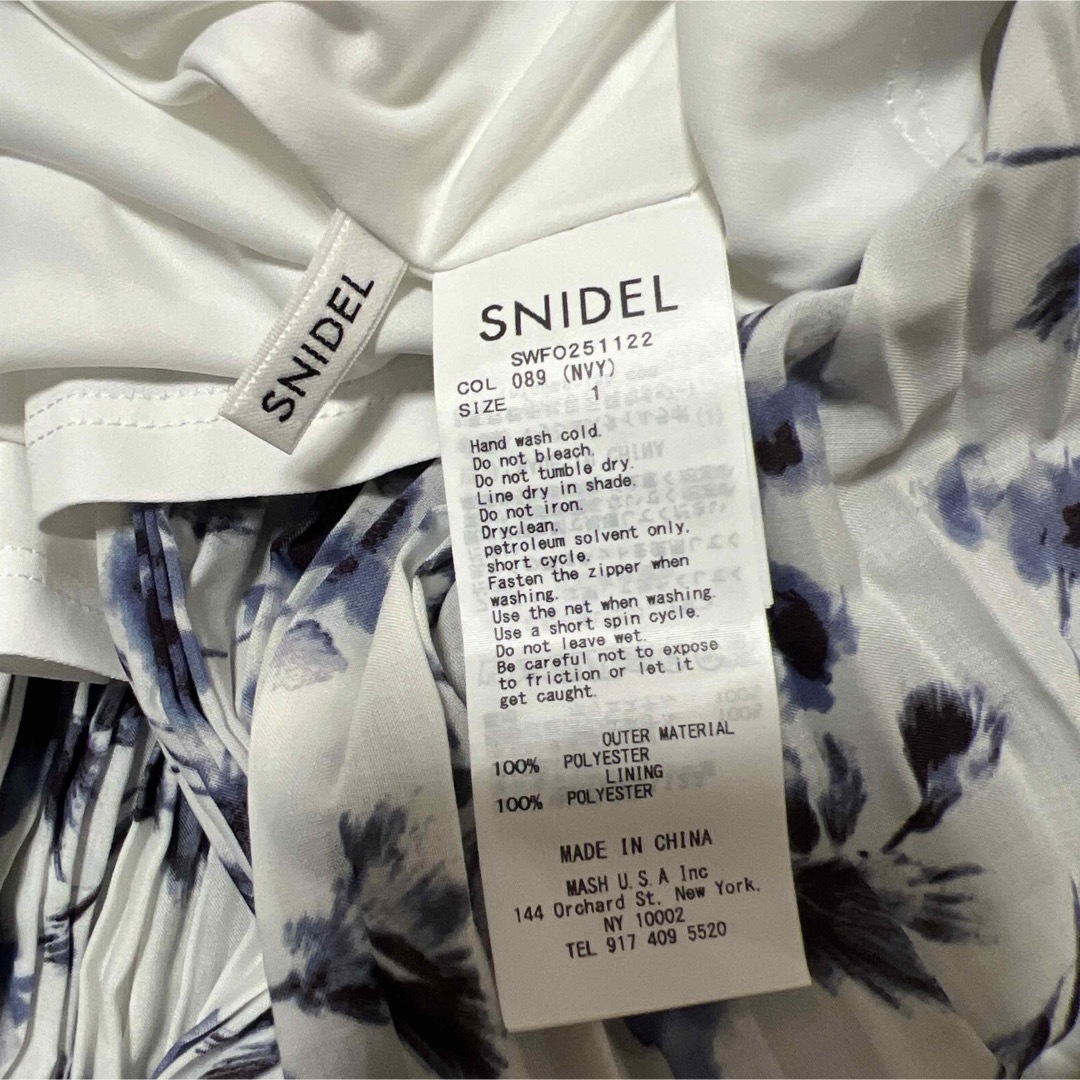 SNIDEL
SNIDEL
SWFO251122
COL 089 (NVY)
SIZE 1
Hand wash cold.
Do not bleach.
Do not tumble dry.
Line dry in shade.
Do not iron.
Dryclean,
petroleum solvent only,
short cycle.
Fasten the zipper when
washing.
Use the net when washing.
Use a short spin cycle.
Do not leave wet.
Be careful not to expose
to friction or let it
get caught.
OUTER MATERIAL
100% POLYESTER
LINING
100% POLYESTER
MADE IN CHINA
MASH U.S.A Inc
144 Orchard St. New York,
NY 10002
TEL 917 409 5520